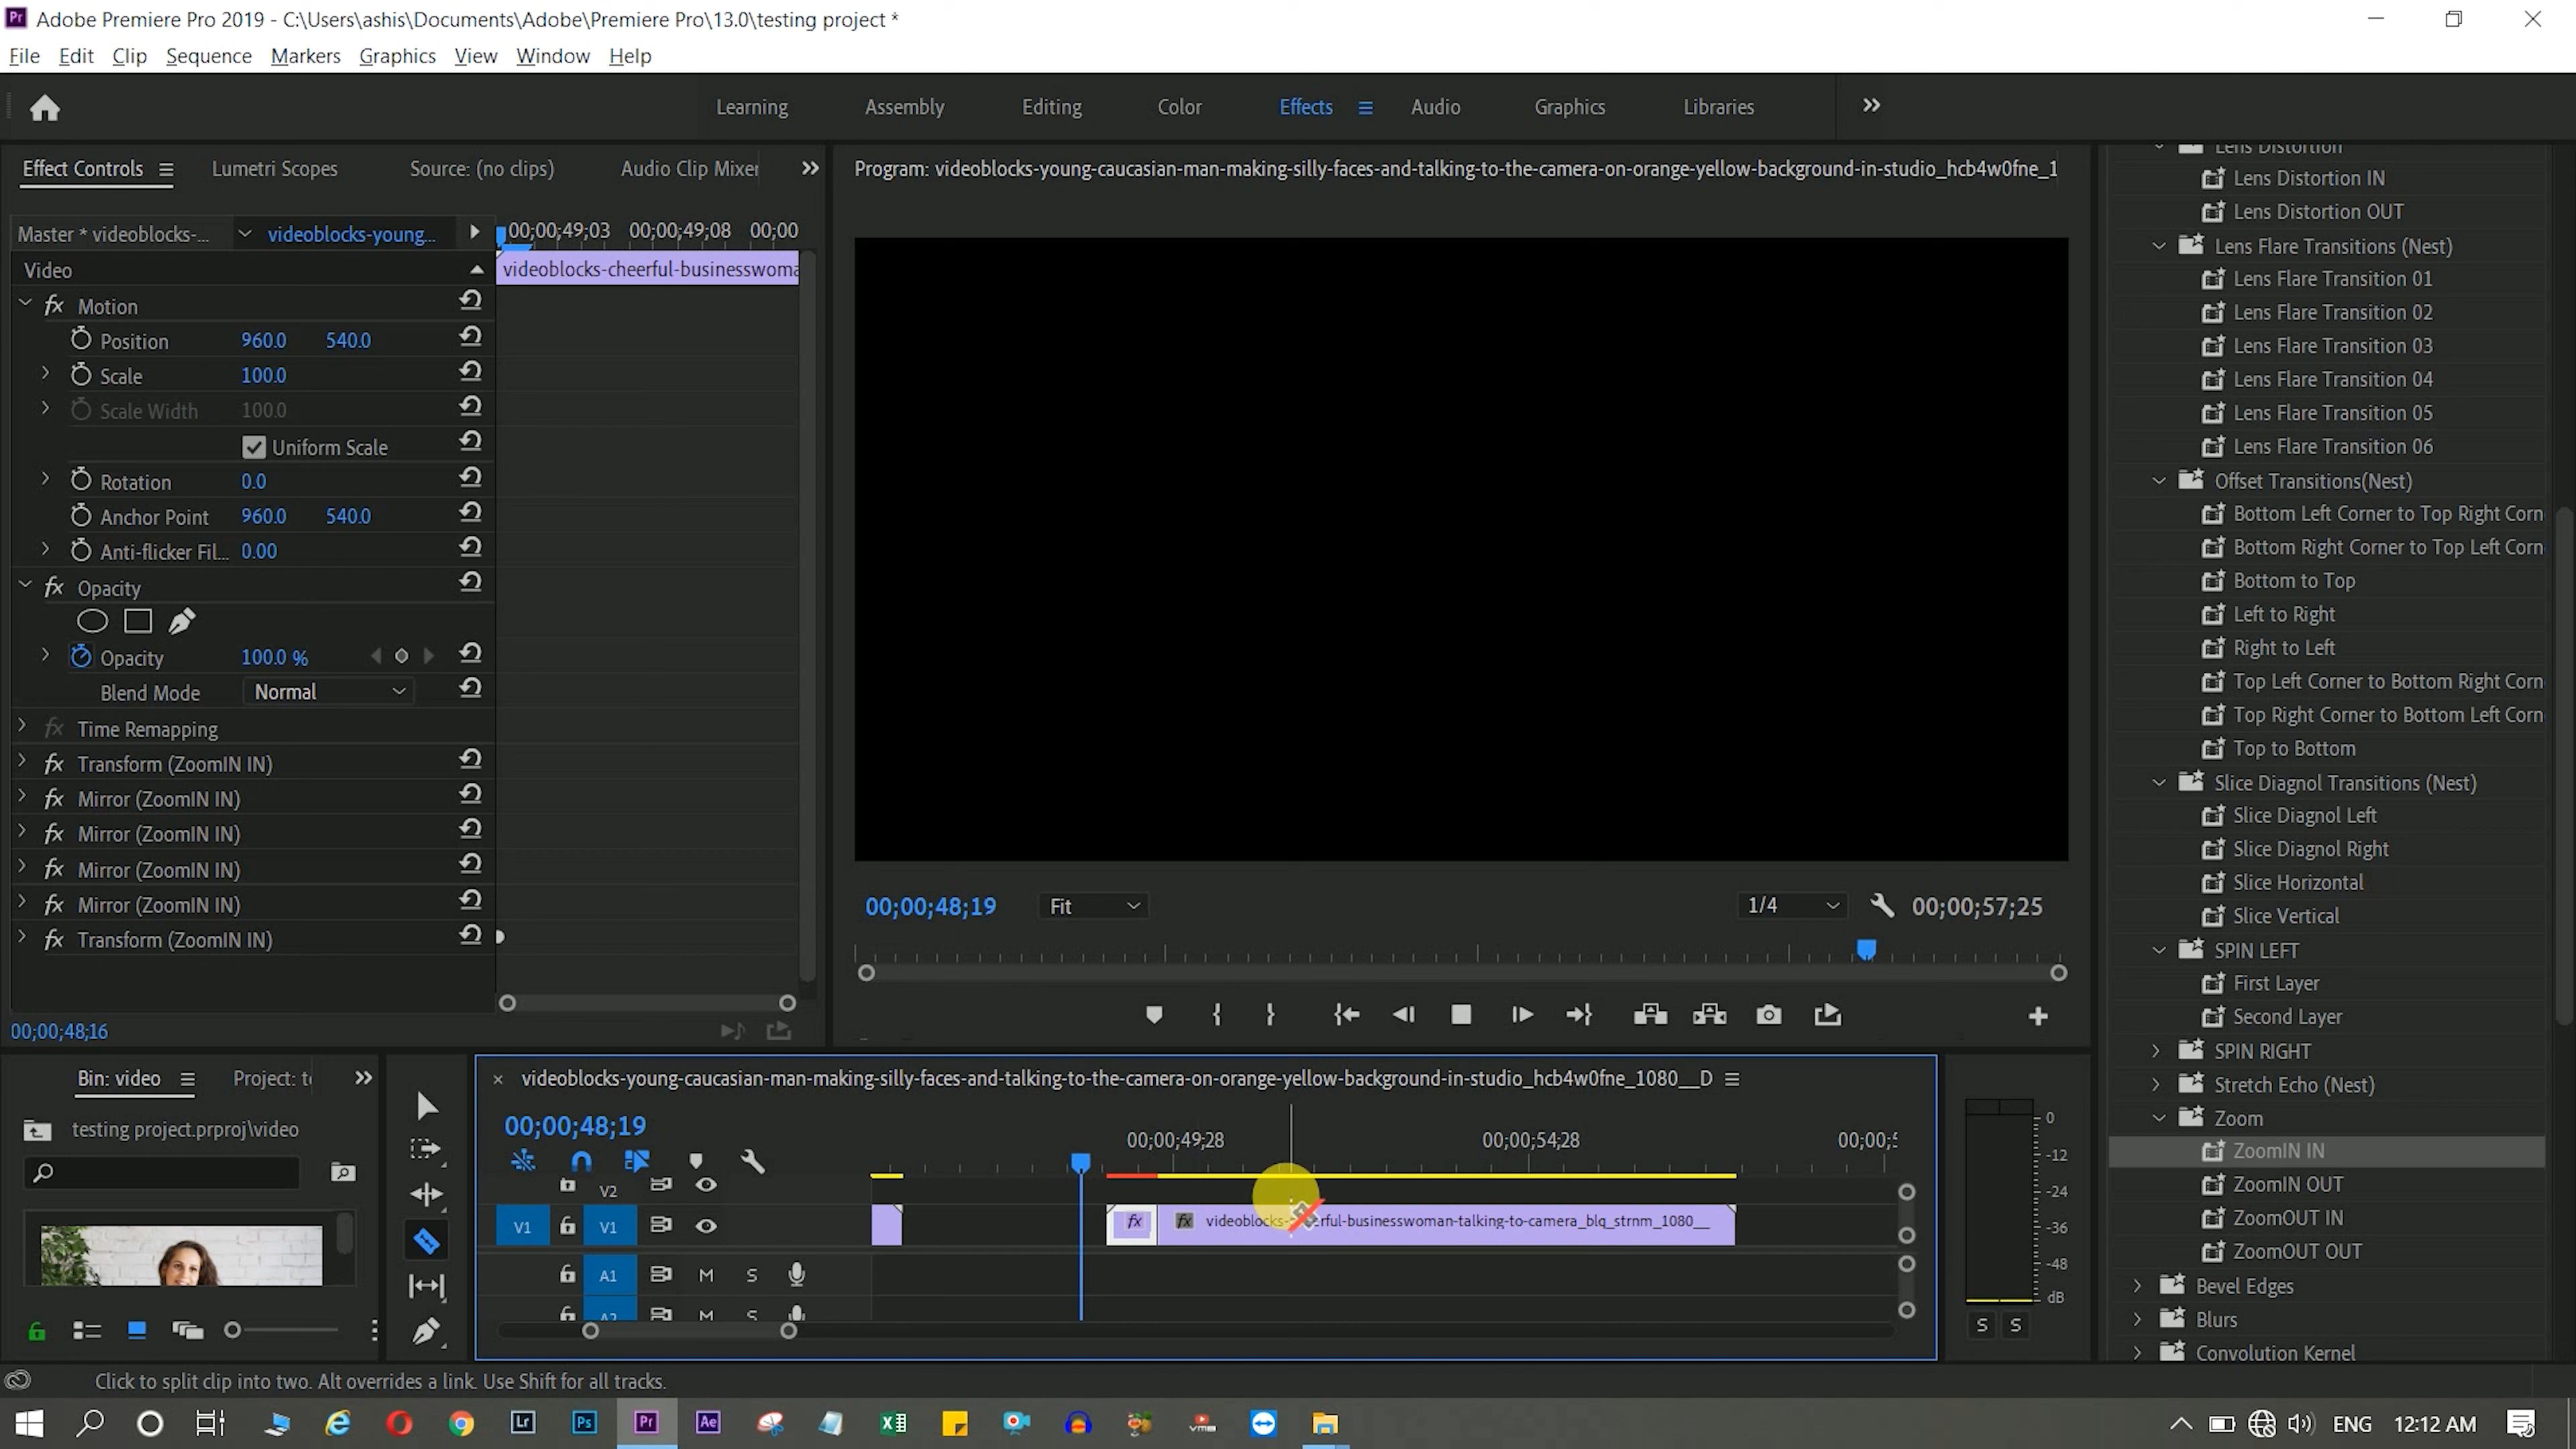 Adobe Premiere Pro 2019 - C:\Users\ashis\Documents\Adobe\Premiere Pro\13.0\testing project *
File Edit Clip Sequence Markers Graphics View Window Help
Learning Assembly Editing Color Effects Audio Graphics Libraries
Effect Controls Lumetri Scopes Source: (no clips) Audio Clip Mixer
Program: videoblocks-young-caucasian-man-making-silly-faces-and-talking-to-the-camera-on-orange-yellow-background-in-studio_hcb4w0fne_1
Master * videoblocks-... videoblocks-young...
00;00;49;03 00;00;49;08 00;00
Video
videoblocks-cheerful-businesswoma
fx Motion
Position 960.0 540.0
Scale 100.0
Scale Width 100.0
Uniform Scale
Rotation 0.0
Anchor Point 960.0 540.0
Anti-flicker Fil... 0.00
fx Opacity
Opacity 100.0 %
Blend Mode Normal
fx Time Remapping
fx Transform (ZoomIN IN)
fx Mirror (ZoomIN IN)
fx Mirror (ZoomIN IN)
fx Mirror (ZoomIN IN)
fx Mirror (ZoomIN IN)
fx Transform (ZoomIN IN)
00;00;48;16
00;00;48;19 Fit 1/4 00;00;57;25
Lens Distortion
Lens Distortion IN
Lens Distortion OUT
Lens Flare Transitions (Nest)
Lens Flare Transition 01
Lens Flare Transition 02
Lens Flare Transition 03
Lens Flare Transition 04
Lens Flare Transition 05
Lens Flare Transition 06
Offset Transitions(Nest)
Bottom Left Corner to Top Right Corn
Bottom Right Corner to Top Left Corn
Bottom to Top
Left to Right
Right to Left
Top Left Corner to Bottom Right Corn
Top Right Corner to Bottom Left Corn
Top to Bottom
Slice Diagnol Transitions (Nest)
Slice Diagnol Left
Slice Diagnol Right
Slice Horizontal
Slice Vertical
SPIN LEFT
First Layer
Second Layer
SPIN RIGHT
Stretch Echo (Nest)
Zoom
ZoomIN IN
ZoomIN OUT
ZoomOUT IN
ZoomOUT OUT
Bevel Edges
Blurs
Convolution Kernel
Bin: video Project: t
testing project.prproj\video
videoblocks-young-caucasian-man-making-silly-faces-and-talking-to-the-camera-on-orange-yellow-background-in-studio_hcb4w0fne_1080__D
00;00;48;19
00;00;49;28 00;00;54;28 00;00;5
V2
V1 V1
fx fx videoblocks- erful-businesswoman-talking-to-camera_blq_strnm_1080__
A1 M S
A2 M S
0
-12
-24
-36
-48
dB
S S
Click to split clip into two. Alt overrides a link. Use Shift for all tracks.
Lr Ps Pr Ae
ENG 12:12 AM